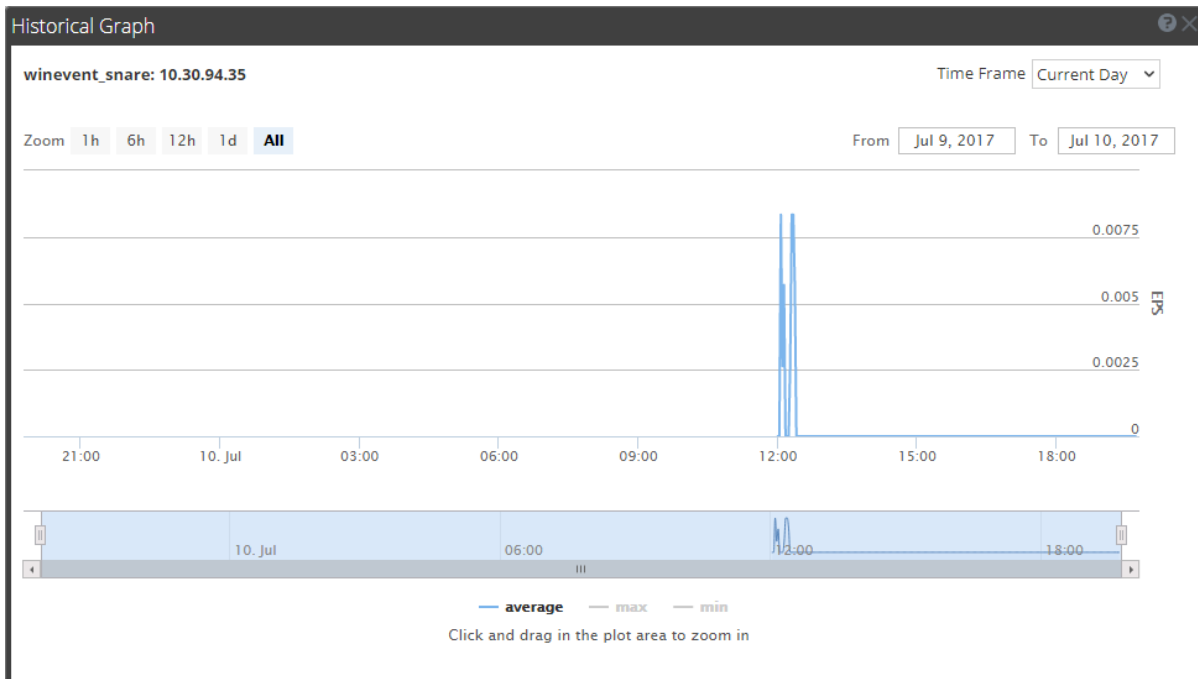 Historical Graph
winevent_snare: 10.30.94.35 Time Frame Current Day
Zoom 1h 6h 12h 1d All From Jul 9, 2017 To Jul 10, 2017
0.0075
0.005
EPS
0.0025
0
21:00 10. Jul 03:00 06:00 09:00 12:00 15:00 18:00
10. Jul 06:00 12:00 18:00
average max min
Click and drag in the plot area to zoom in